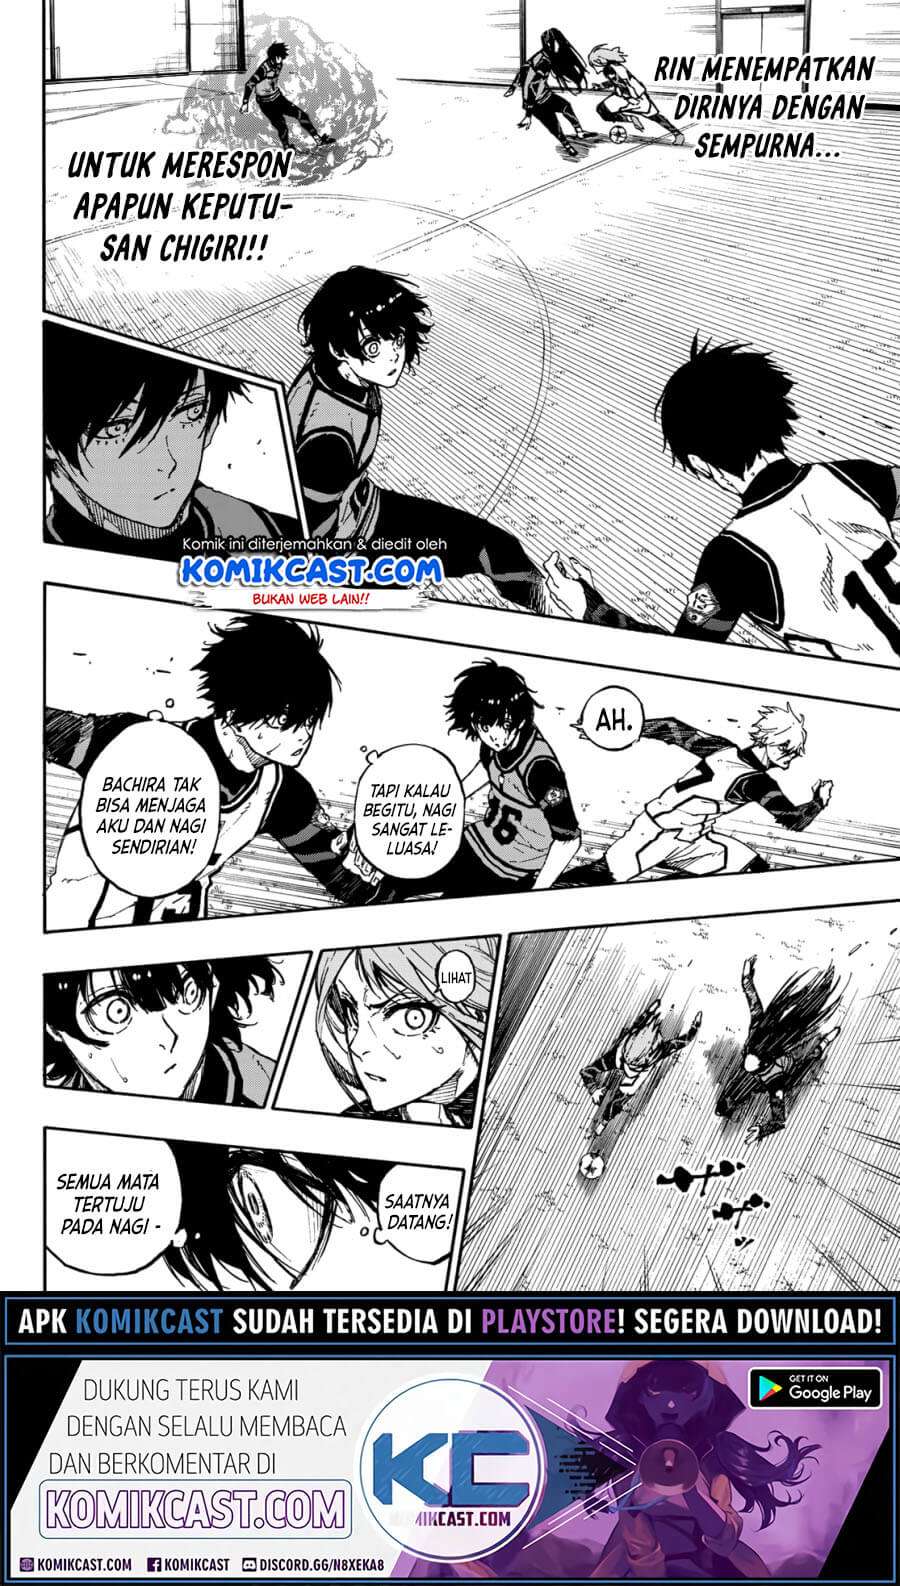 RIN MENEMPATKAN
DIRINYA DENGAN
SEMPURNA...
UNTUK MERESPON
APAPUN KEPUTU-
SAN CHIGIRI!!
Komik ini diterjemahkan & diedit oleh
KOMIKCAST.COM
BUKAN WEB LAIN!!
AH.
TAPI KALAU
BEGITU, NAGI
SANGAT LE-
LUASA!
BACHIRA TAK
BISA MENJAGA
AKU DAN NAGI
SENDIRIAN!
LIHAT
SAATNYA
DATANG!
SEMUA MATA
TERTUJU
PADA NAGI -
APK KOMIKCAST SUDAH TERSEDIA DI PLAYSTORE! SEGERA DOWNLOAD!
DUKUNG TERUS KAMI
DENGAN SELALU MEMBACA
DAN BERKOMENTAR DI
KOMIKCAST.COM
KOMIKCAST.COM
KOMIKCAST
DISCORD.GG/N8XEKA8
KC
KOMIKCAST.COM
GET IT ON
Google Play